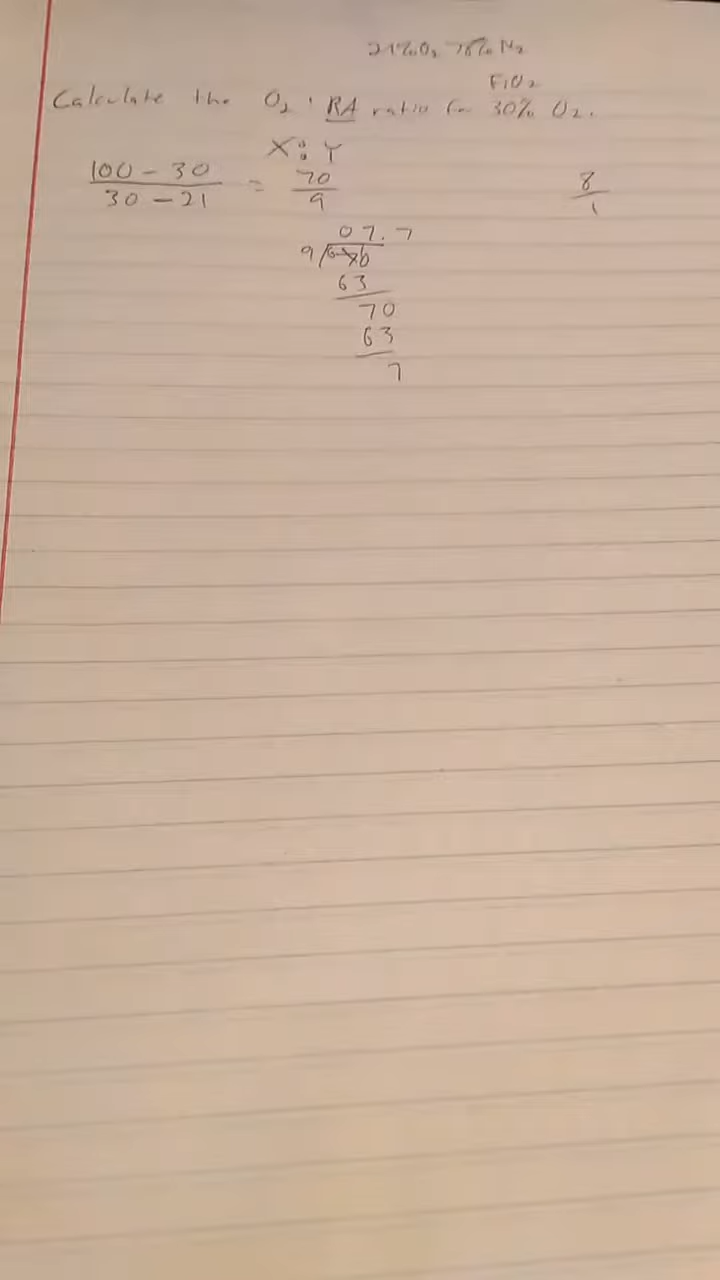 21% O₂ 78% N₂
FiO₂
Calculate the O₂ : RA ratio for 30% O₂.
X : Y
100 - 30 = 70 8
30 - 21 9 1
07.7
9
63
70
63
7